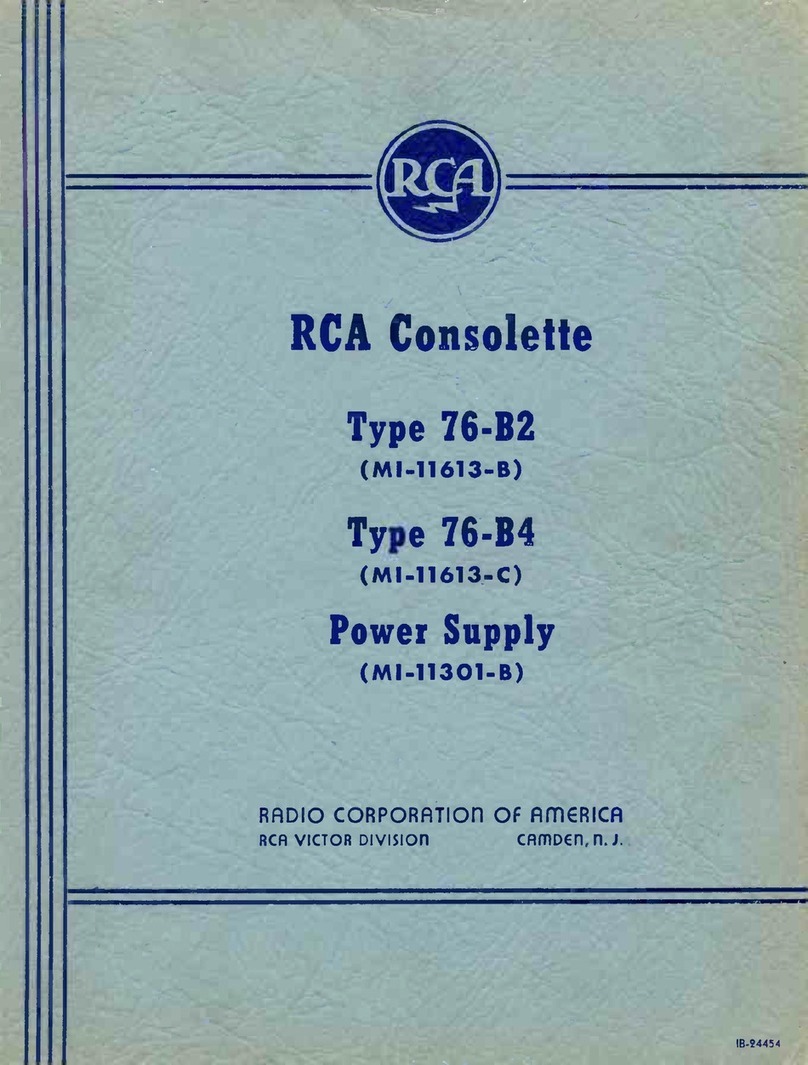 RCA
RCA Consolette
Type 76-B2
(MI-11613-B)
Type 76-B4
(MI-11613-C)
Power Supply
(MI-11301-B)
RADIO CORPORATION OF AMERICA
RCA VICTOR DIVISION CAMDEN, N. J.
IB-24454